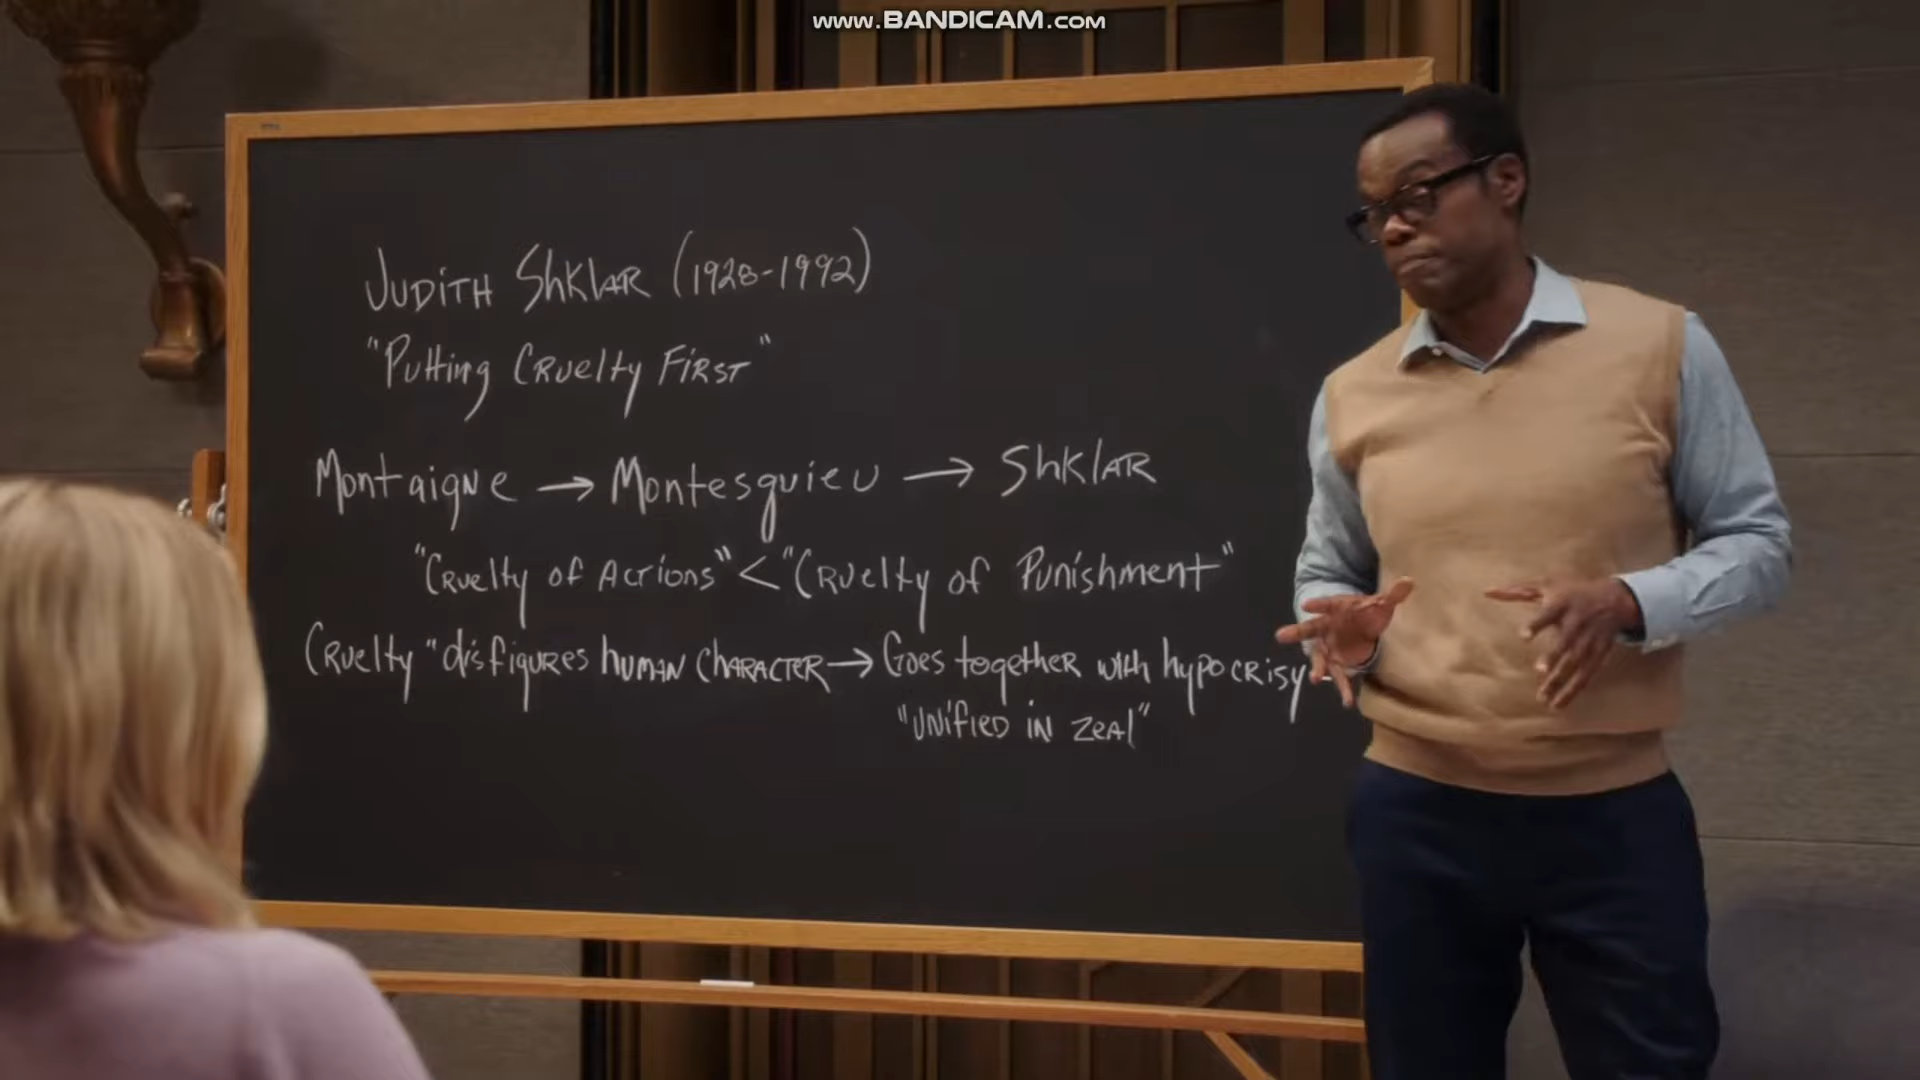 www.BANDICAM.com
JUDITH ShKlAR (1928-1992)
"Putting CRuelty FIRST"
Montaigne → Montesquieu → ShKlAR
"CRuelty of Actions" < "CRuelty of Punishment"
CRuelty "disfigures human chARACTER → Goes together with hypocrisy
"UNifiED iN ZeAl"